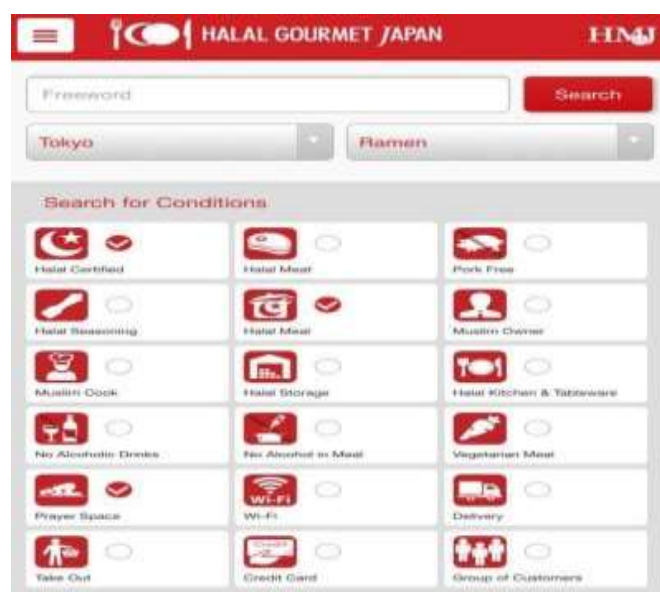 HALAL GOURMET JAPAN
HMJ
Freeword
Search
Tokyo
Ramen
Search for Conditions
Halal Certified
Halal Meat
Pork Free
Halal Seasoning
Halal Meal
Muslim Owner
Muslim Cook
Halal Storage
Halal Kitchen & Tableware
No Alcoholic Drinks
No Alcohol in Meal
Vegetarian Meal
Prayer Space
Wi-Fi
Wi-Fi
Delivery
Take Out
Credit
Credit Card
Group of Customers